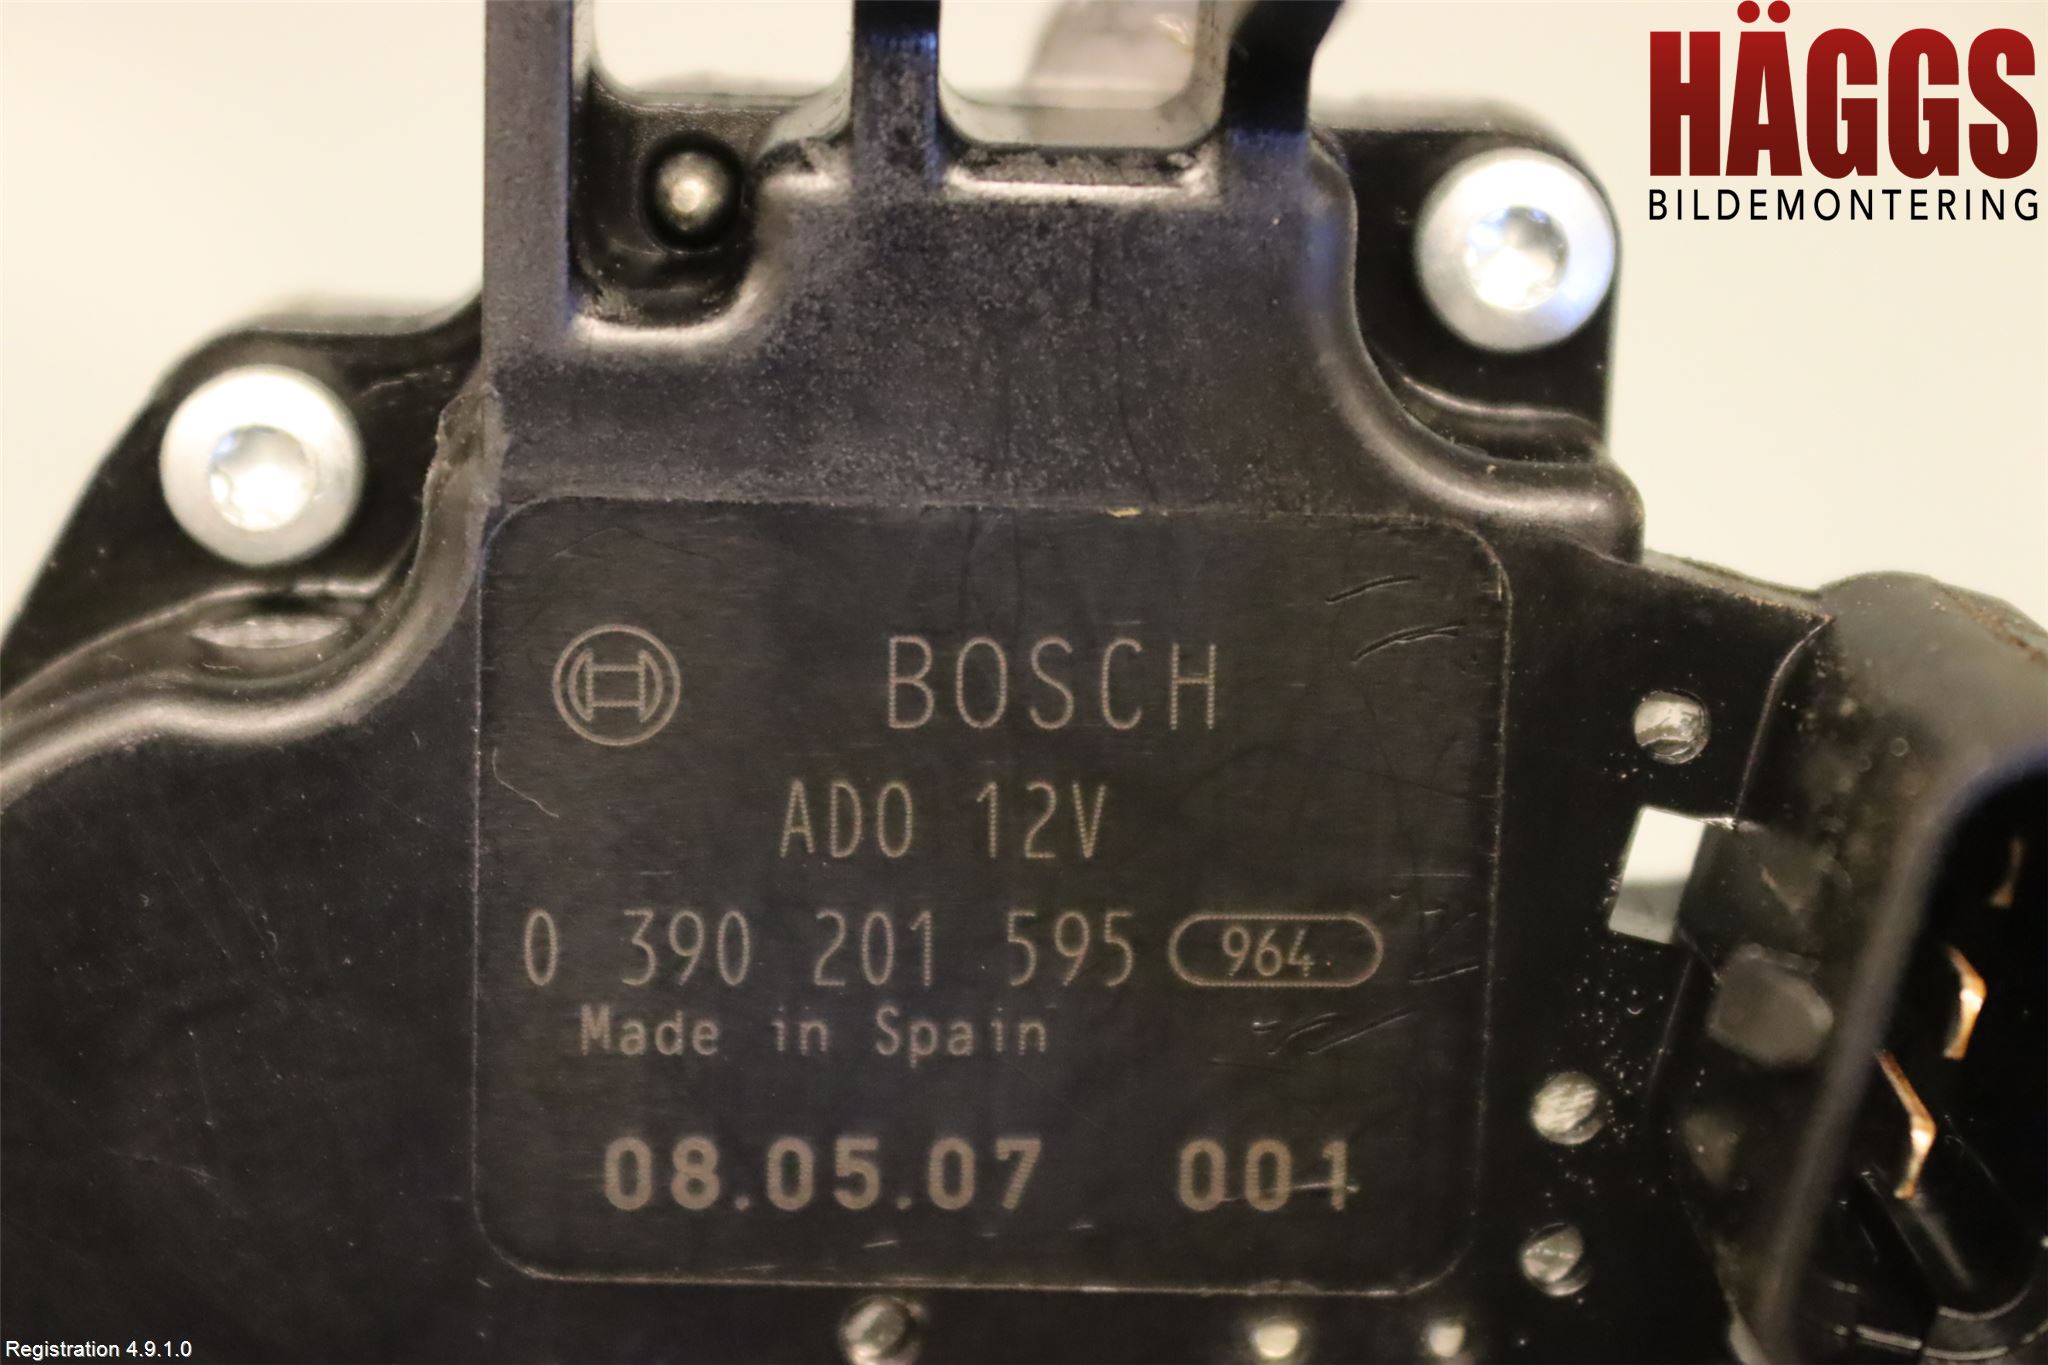 HÄGGS
BILDEMONTERING
BOSCH
ADO 12V
0 390 201 595 964
Made in Spain
08.05.07 001
Registration 4.9.1.0